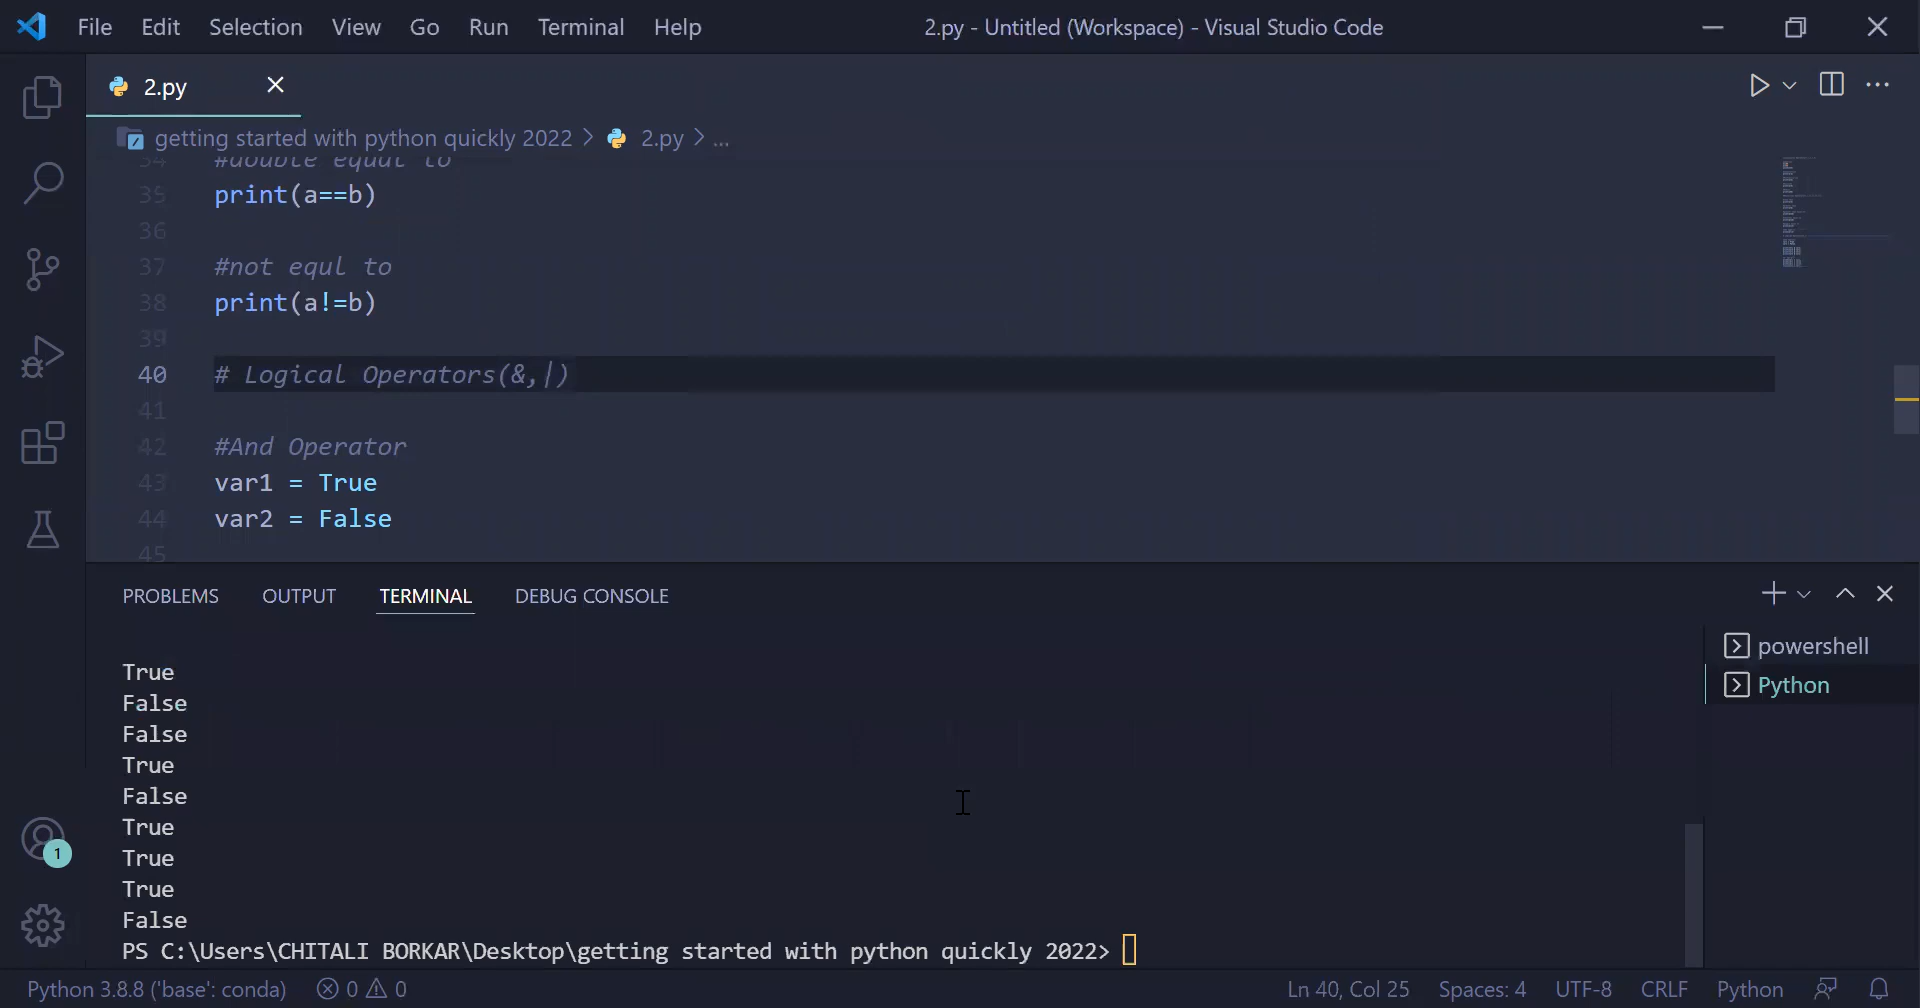 File Edit Selection View Go Run Terminal Help 2.py - Untitled (Workspace) - Visual Studio Code
2.py
getting started with python quickly 2022 > 2.py > ...
34 #double equal to
35 print(a==b)
36
37 #not equl to
38 print(a!=b)
39
40 # Logical Operators(&,|)
41
42 #And Operator
43 var1 = True
44 var2 = False
45
PROBLEMS OUTPUT TERMINAL DEBUG CONSOLE
powershell
Python
True
False
False
True
False
True
True
True
False
PS C:\Users\CHITALI BORKAR\Desktop\getting started with python quickly 2022>
1
Python 3.8.8 ('base': conda) 0 0 Ln 40, Col 25 Spaces: 4 UTF-8 CRLF Python